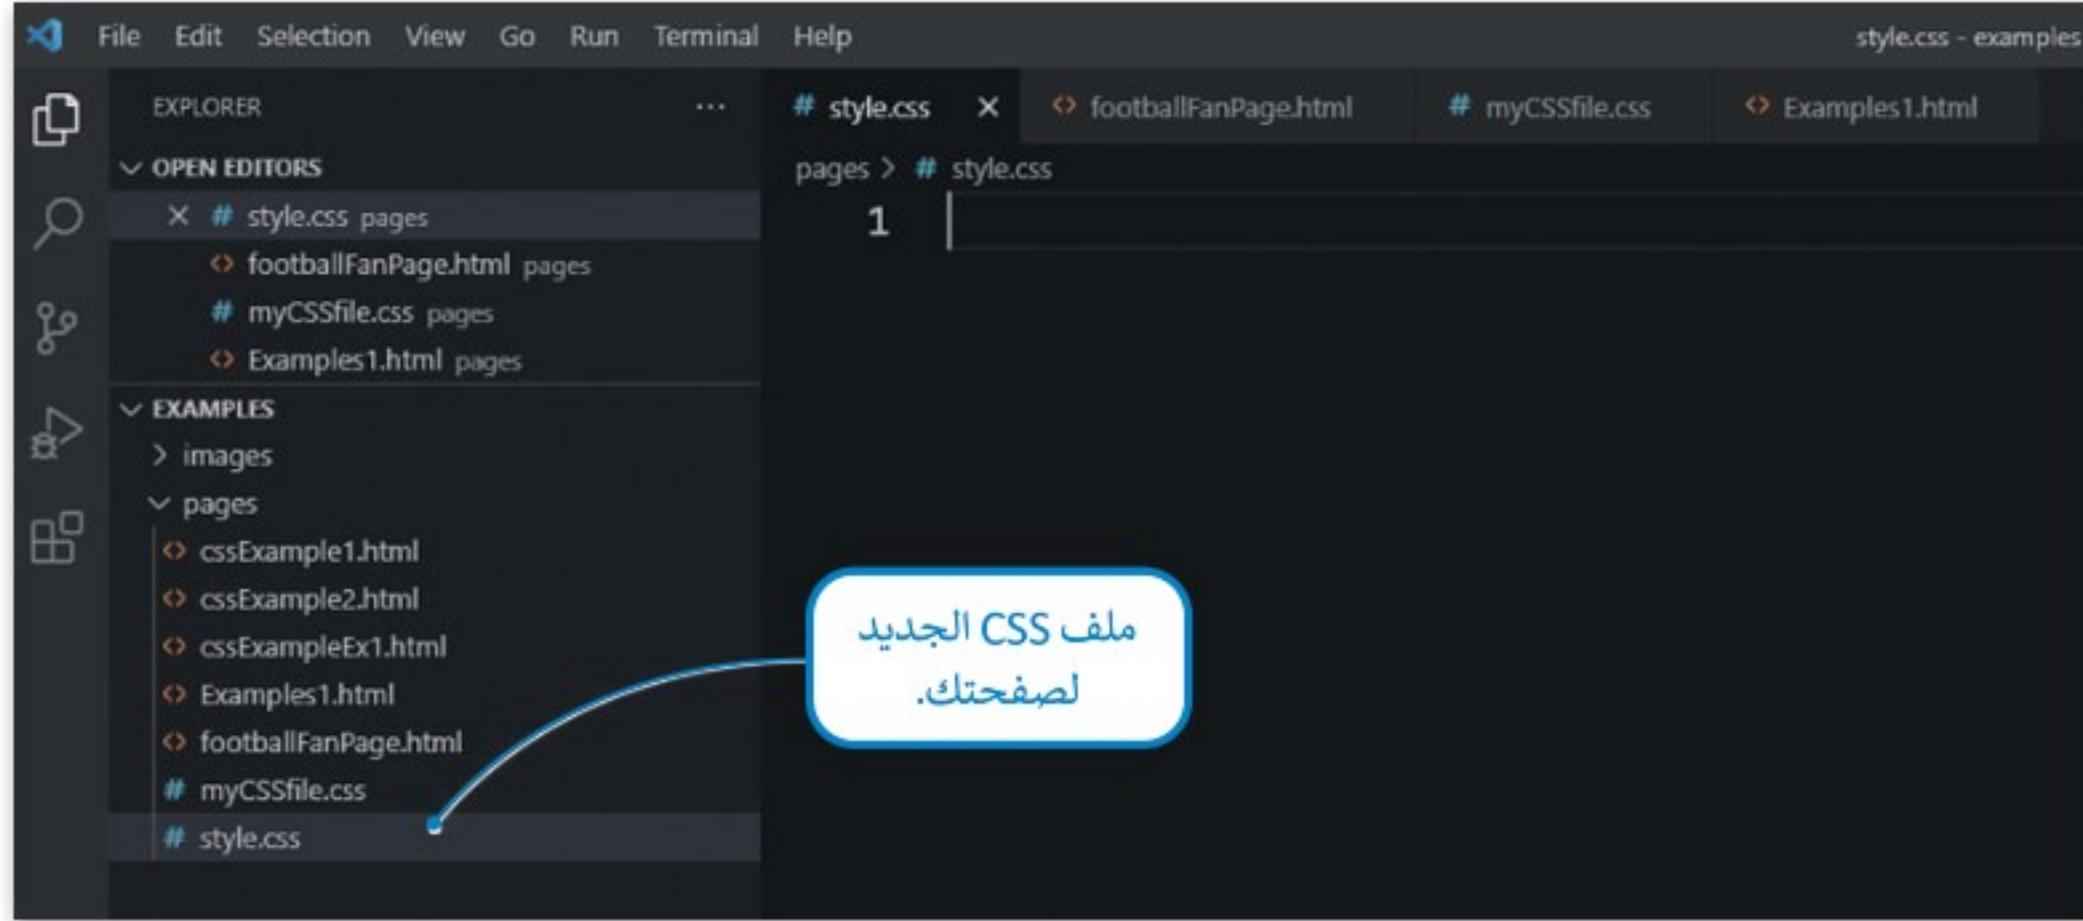 File Edit Selection View Go Run Terminal Help style.css - examples
EXPLORER ...
OPEN EDITORS
# style.css pages
<> footballFanPage.html pages
# myCSSfile.css pages
<> Examples1.html pages
EXAMPLES
> images
pages
<> cssExample1.html
<> cssExample2.html
<> cssExampleEx1.html
<> Examples1.html
<> footballFanPage.html
# myCSSfile.css
# style.css
# style.css <> footballFanPage.html # myCSSfile.css <> Examples1.html
pages > # style.css
1
ملف CSS الجديد
لصفحتك.